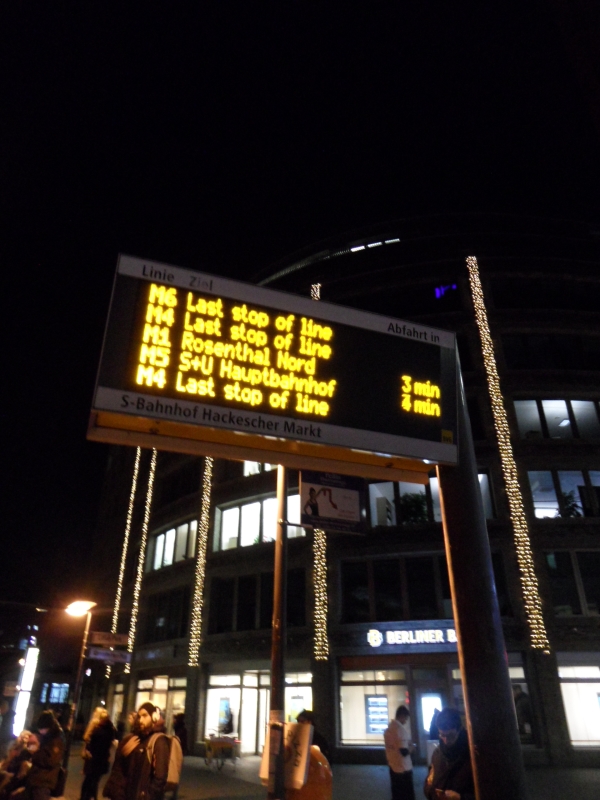 Linie Ziel Abfahrt in
M6 Last stop of line
M4 Last stop of line
M1 Rosenthal Nord
M5 S+U Hauptbahnhof 3 min
M4 Last stop of line 4 min
S-Bahnhof Hackescher Markt
BERLINER